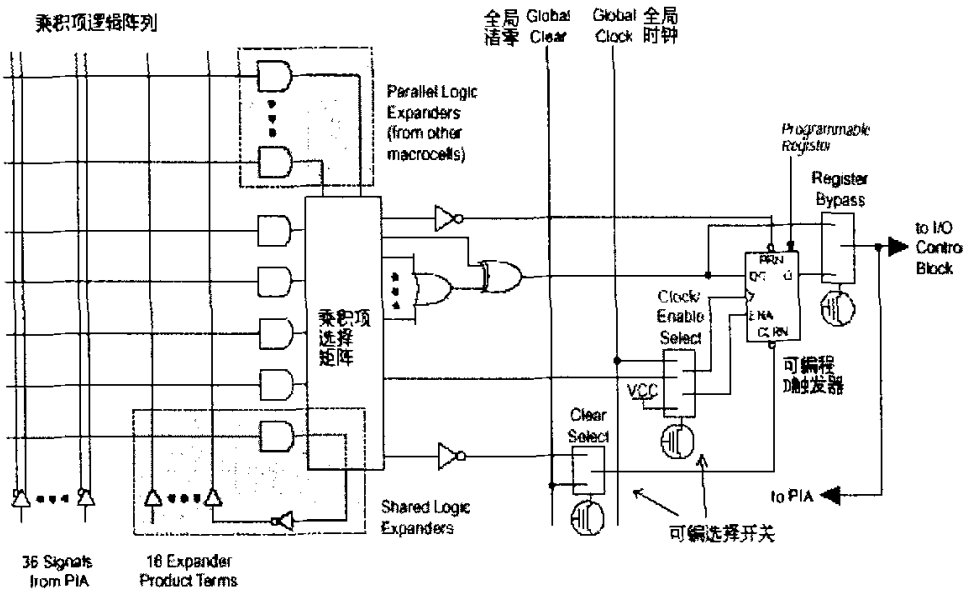 乘积项逻辑阵列
全局 Global
清零 Clear
Global 全局
Clock 时钟
Parallel Logic
Expanders
(from other
macrocells)
Programmable
Register
Register
Bypass
to I/O
Contro
Block
PRN
D/T Q
ENA
CLRN
Clock/
Enable
Select
乘积项
选择
矩阵
VCC
可编程
D触发器
Clear
Select
to PIA
Shared Logic
Expanders
可编选择开关
36 Signals
from PIA
16 Expander
Product Terms